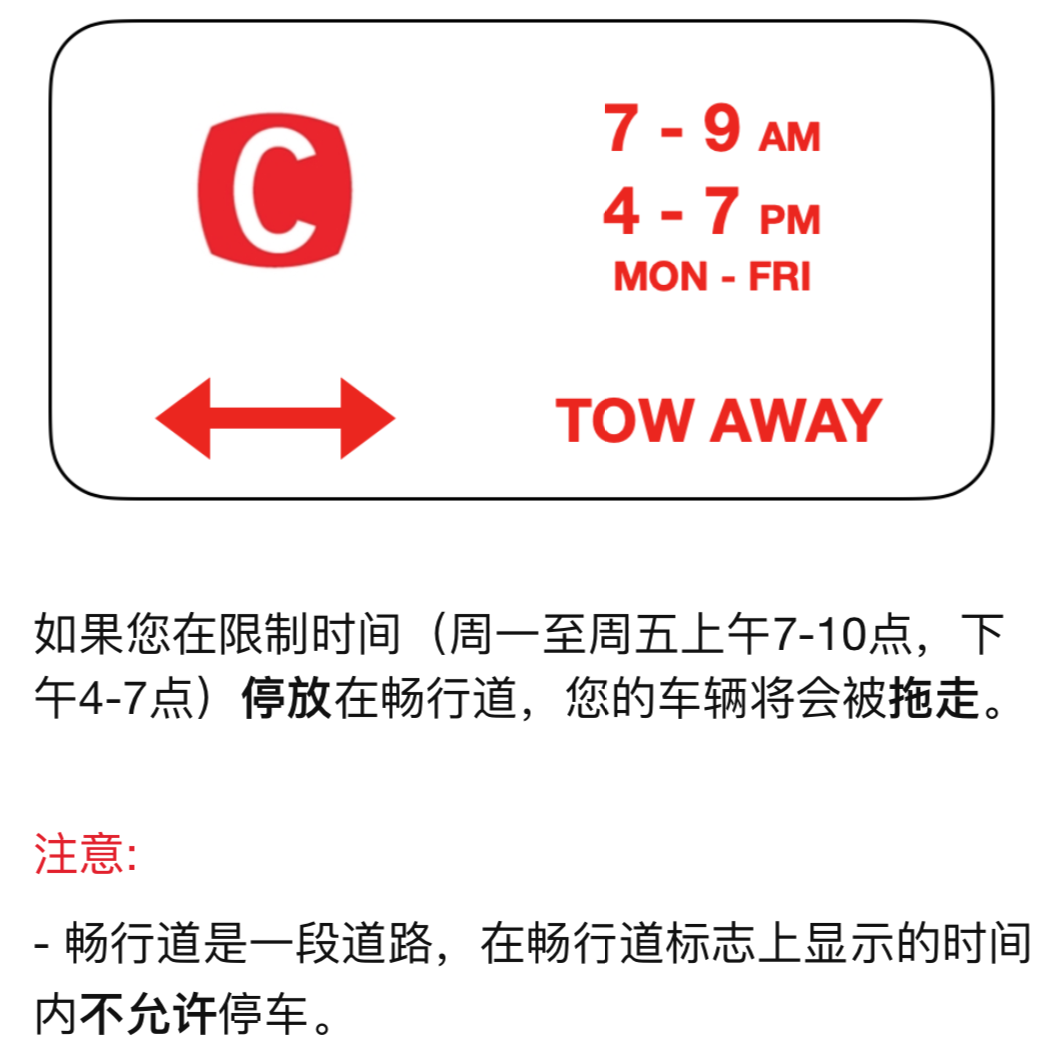 C
7 - 9 AM
4 - 7 PM
MON - FRI
TOW AWAY
如果您在限制时间（周一至周五上午7-10点，下
午4-7点）停放在畅行道，您的车辆将会被拖走。
注意:
- 畅行道是一段道路，在畅行道标志上显示的时间
内不允许停车。